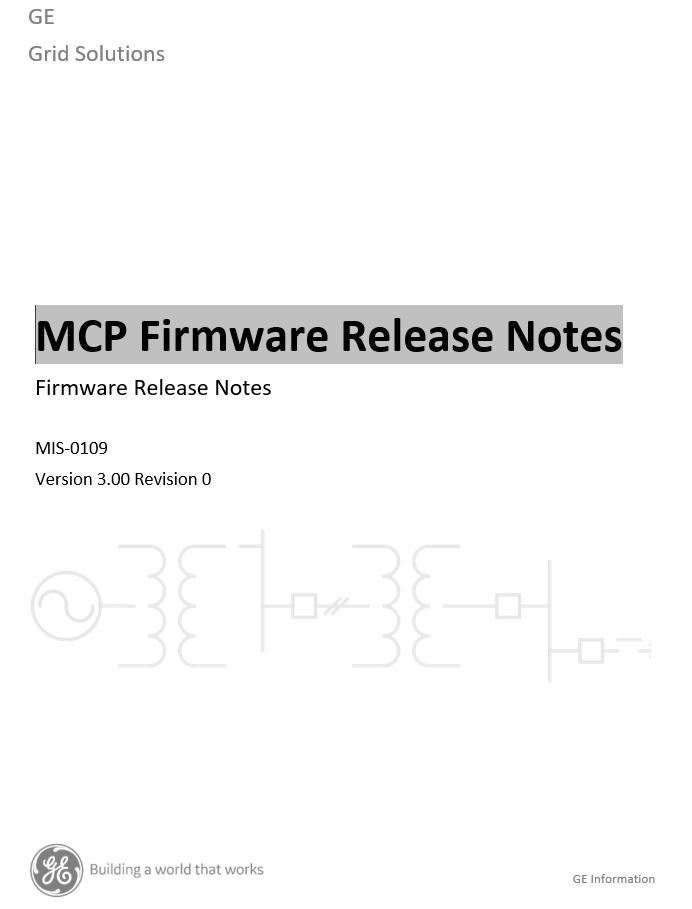 GE
Grid Solutions
MCP Firmware Release Notes
Firmware Release Notes
MIS-0109
Version 3.00 Revision 0
GE Building a world that works
GE Information